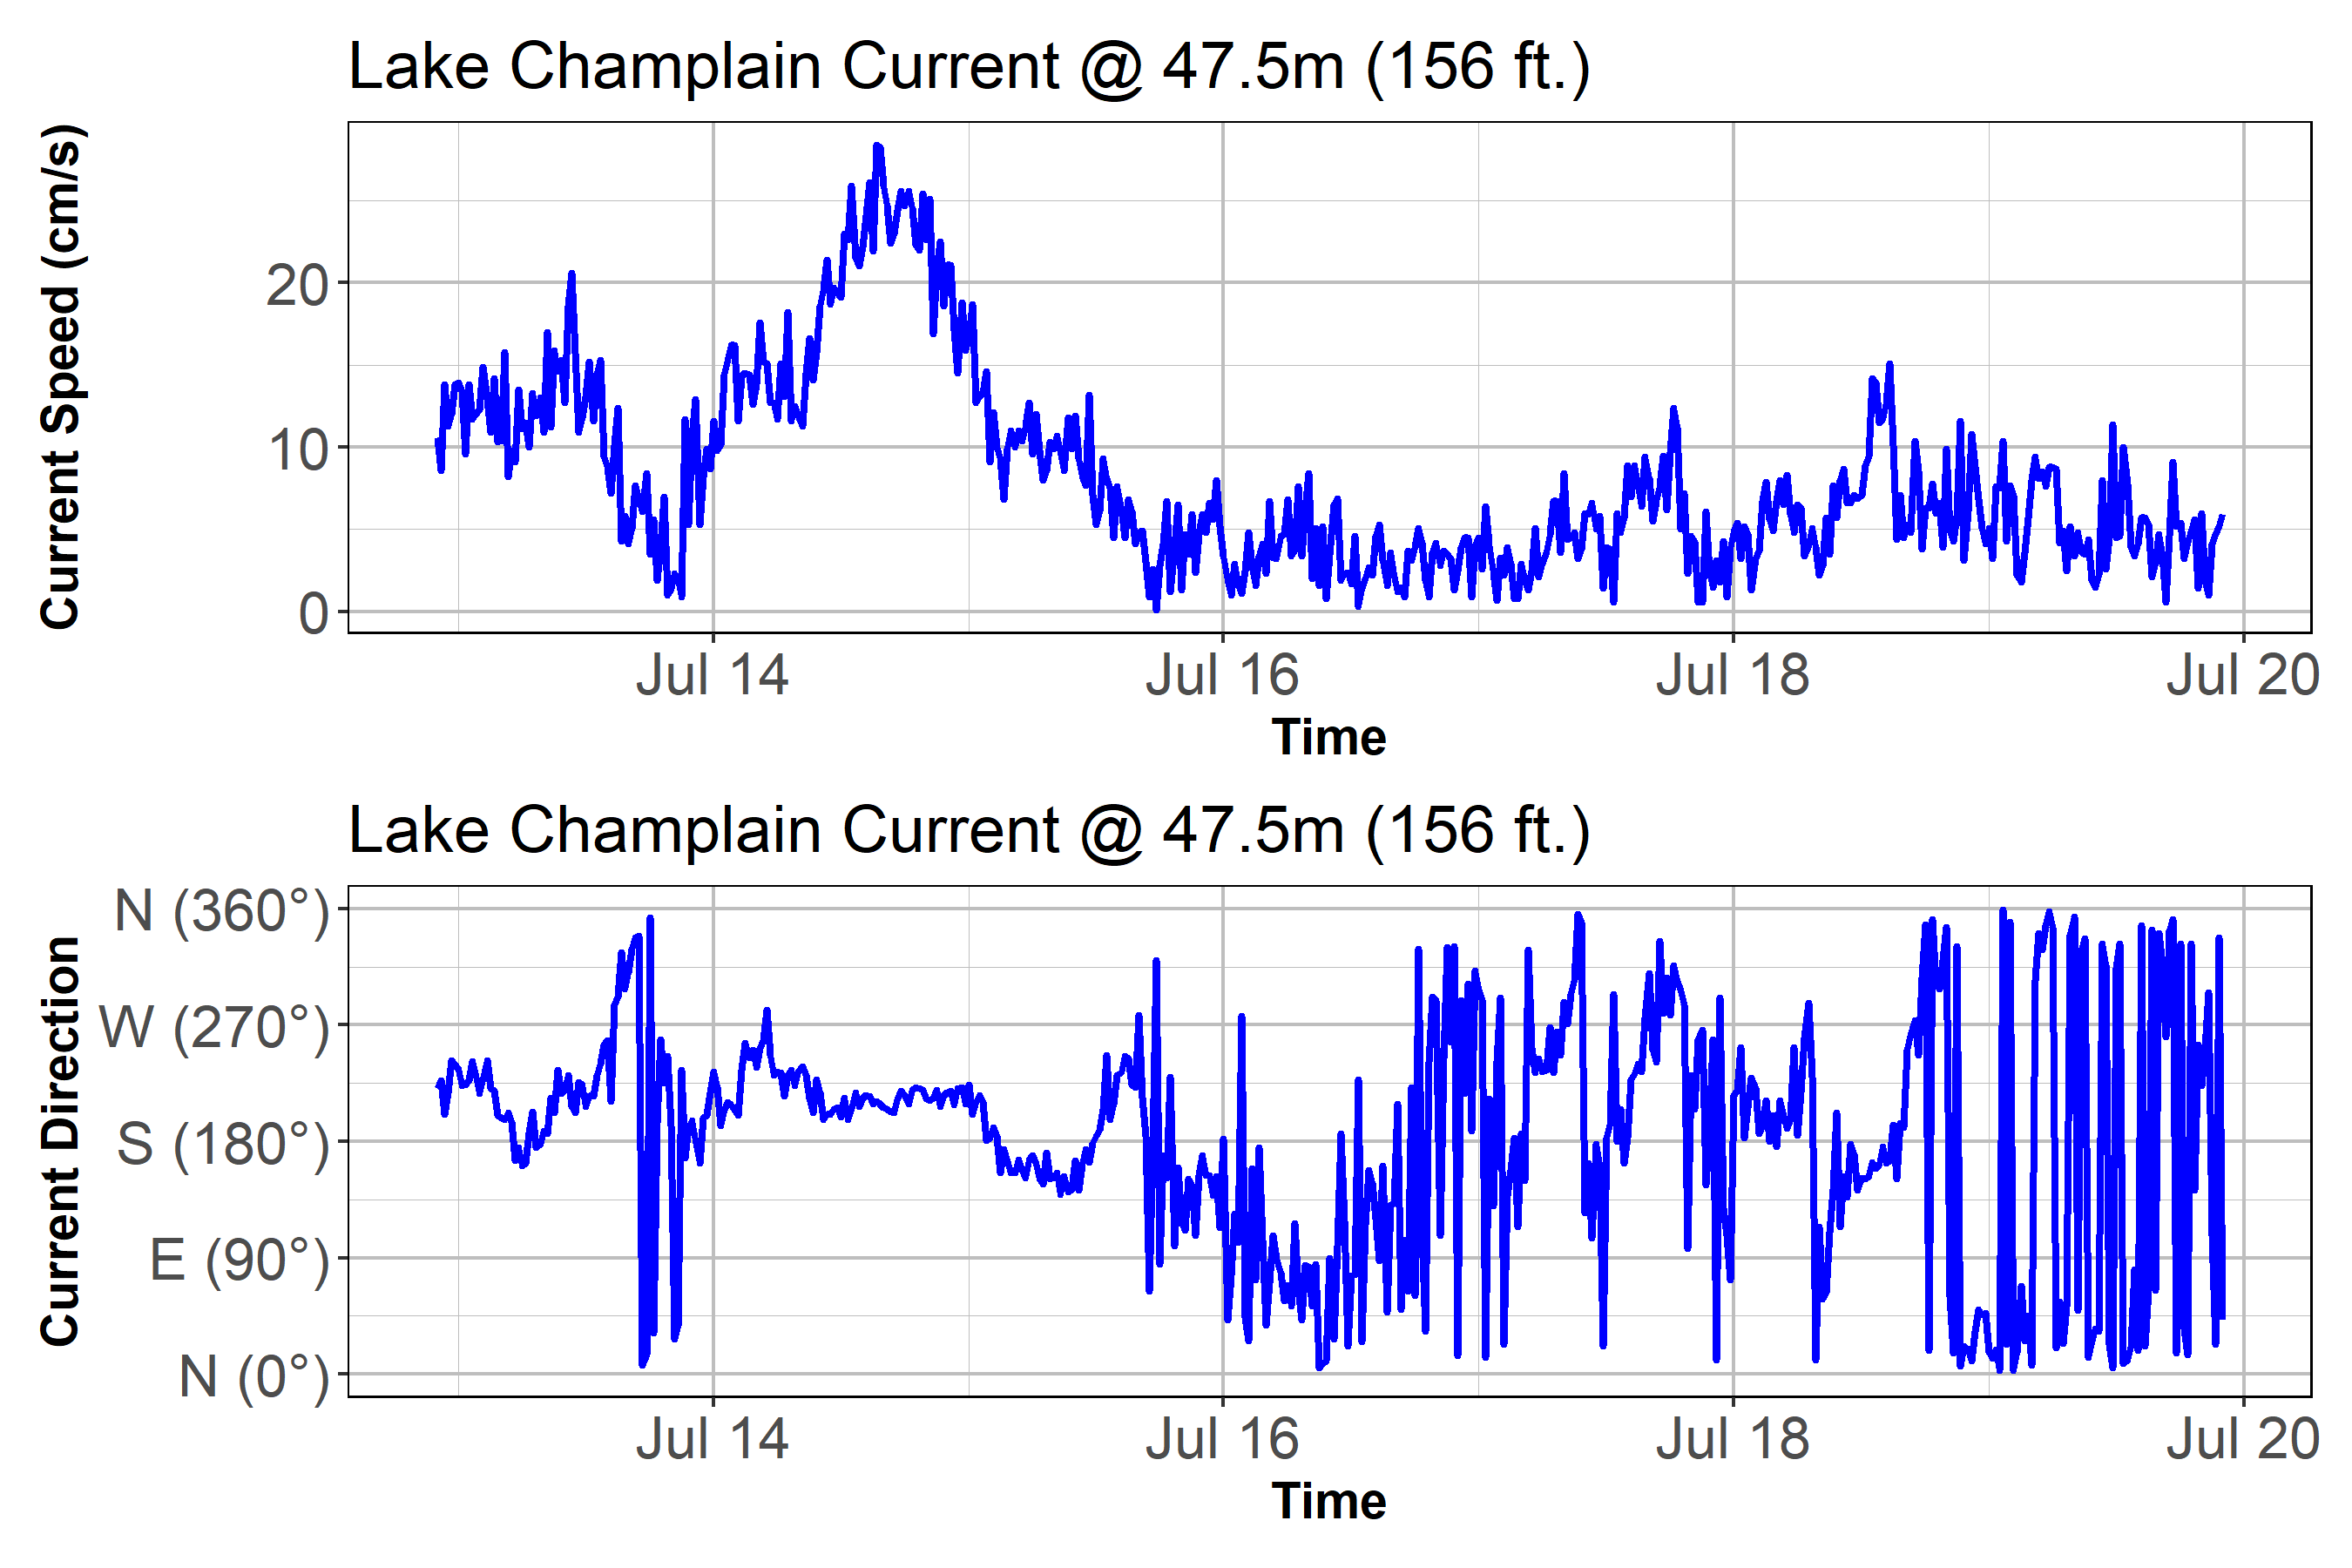 Lake Champlain Current @ 47.5m (156 ft.)
Current Speed (cm/s)
20
10
0
Jul 14 Jul 16 Jul 18 Jul 20
Time
Lake Champlain Current @ 47.5m (156 ft.)
Current Direction
N (360°)
W (270°)
S (180°)
E (90°)
N (0°)
Jul 14 Jul 16 Jul 18 Jul 20
Time